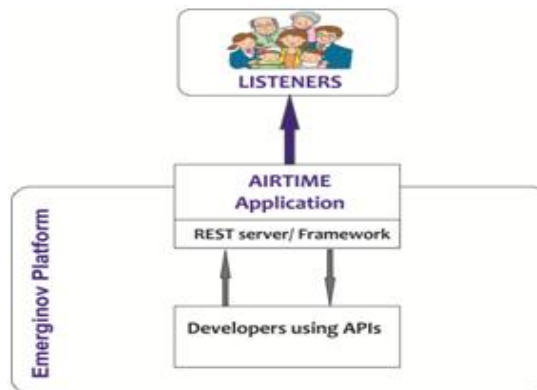 LISTENERS
AIRTIME
Application
REST server/ Framework
Developers using APIs
Emerginov Platform